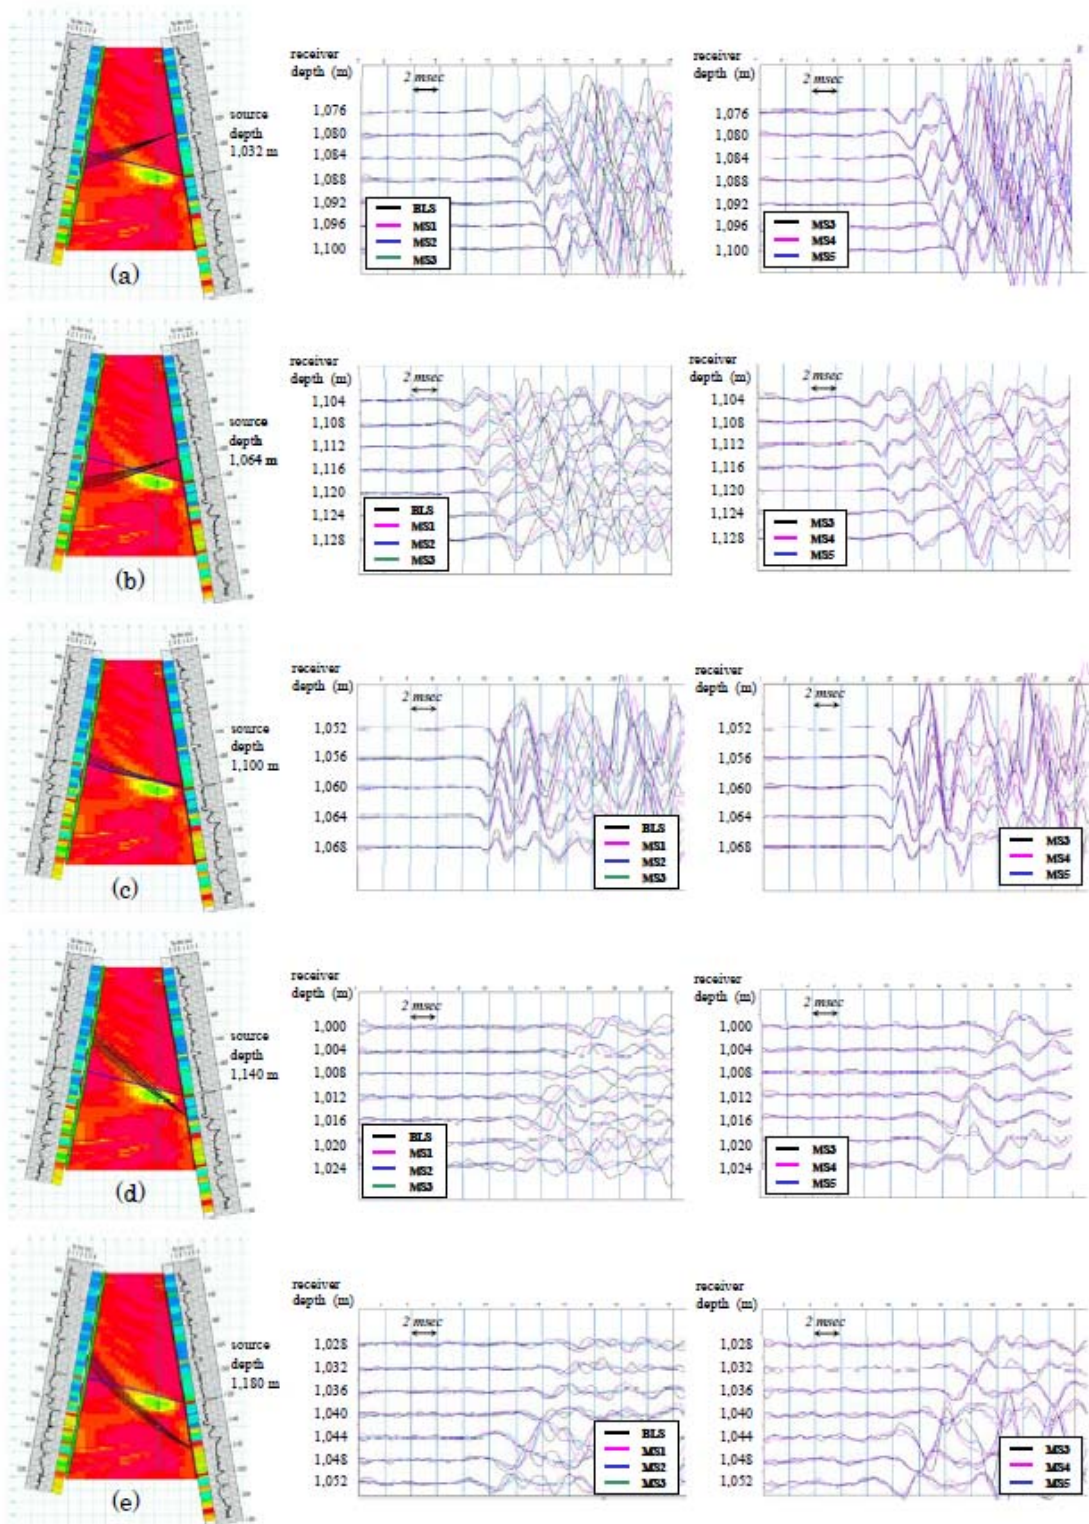 source
depth
1,032 m
(a)
receiver
depth (m)
2 msec
1,076
1,080
1,084
1,088
1,092
1,096
1,100
BLS
MS1
MS2
MS3
receiver
depth (m)
2 msec
1,076
1,080
1,084
1,088
1,092
1,096
1,100
MS3
MS4
MS5
source
depth
1,064 m
(b)
receiver
depth (m)
2 msec
1,104
1,108
1,112
1,116
1,120
1,124
1,128
BLS
MS1
MS2
MS3
receiver
depth (m)
2 msec
1,104
1,108
1,112
1,116
1,120
1,124
1,128
MS3
MS4
MS5
source
depth
1,100 m
(c)
receiver
depth (m)
2 msec
1,052
1,056
1,060
1,064
1,068
BLS
MS1
MS2
MS3
receiver
depth (m)
2 msec
1,052
1,056
1,060
1,064
1,068
MS3
MS4
MS5
source
depth
1,140 m
(d)
receiver
depth (m)
2 msec
1,000
1,004
1,008
1,012
1,016
1,020
1,024
BLS
MS1
MS2
MS3
receiver
depth (m)
2 msec
1,000
1,004
1,008
1,012
1,016
1,020
1,024
MS3
MS4
MS5
source
depth
1,180 m
(e)
receiver
depth (m)
2 msec
1,028
1,032
1,036
1,040
1,044
1,048
1,052
BLS
MS1
MS2
MS3
receiver
depth (m)
2 msec
1,028
1,032
1,036
1,040
1,044
1,048
1,052
MS3
MS4
MS5